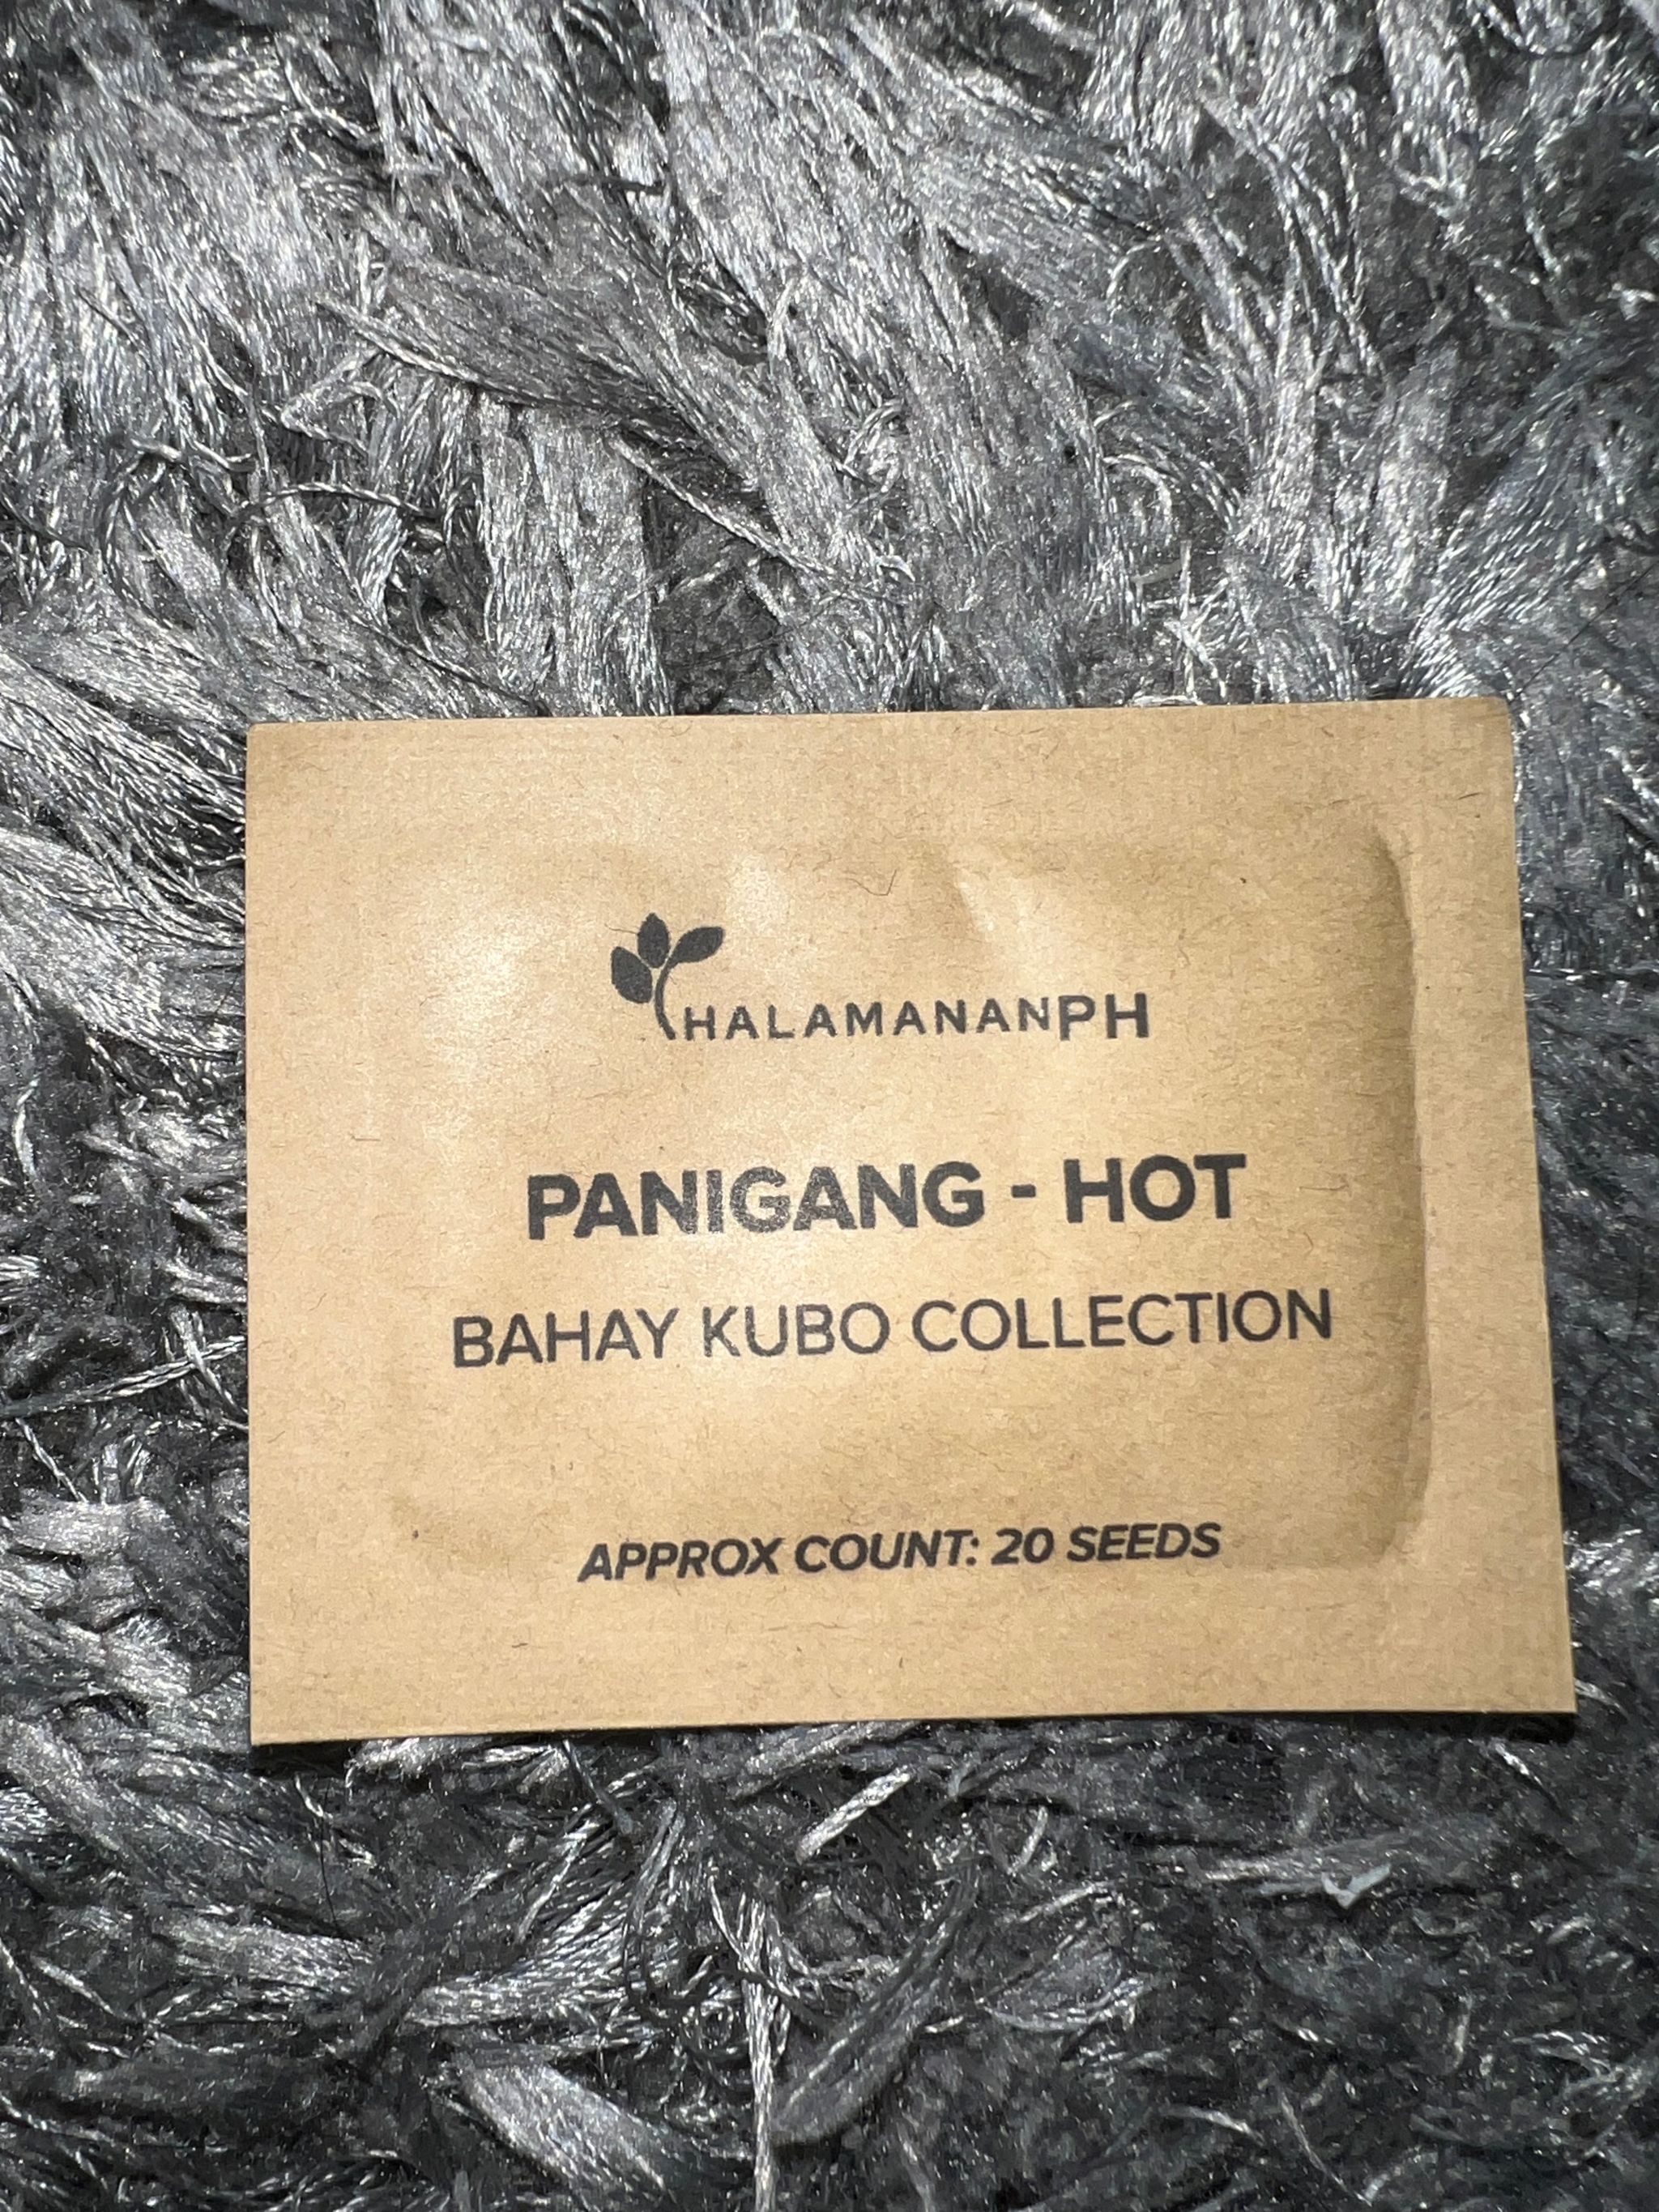 HALAMANANPH
PANIGANG - HOT
BAHAY KUBO COLLECTION
APPROX COUNT: 20 SEEDS